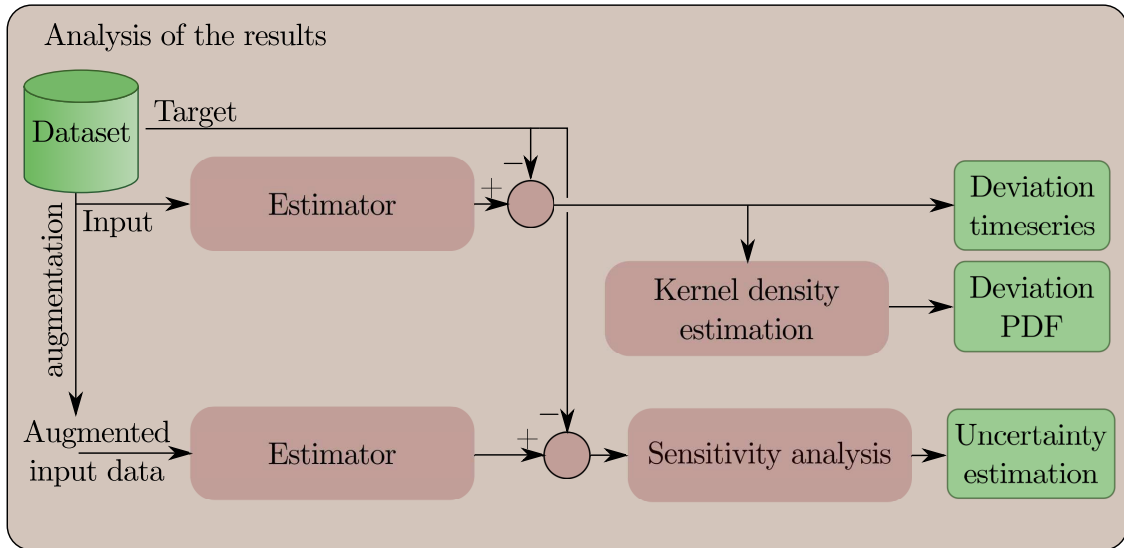 Analysis of the results
Target
Dataset
−
+
Estimator
Deviation
timeseries
Input
augmentation
Kernel density
estimation
Deviation
PDF
−
+
Augmented
input data
Estimator
Sensitivity analysis
Uncertainty
estimation